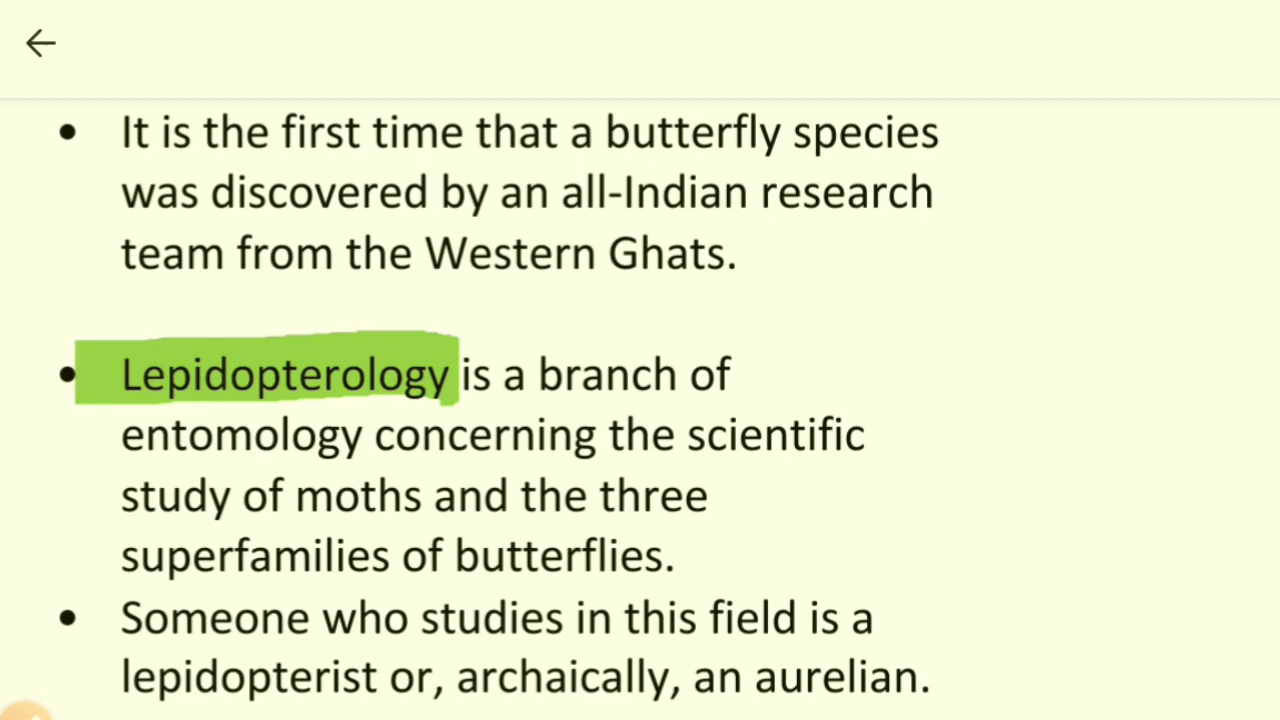 • It is the first time that a butterfly species
was discovered by an all-Indian research
team from the Western Ghats.
• Lepidopterology is a branch of
entomology concerning the scientific
study of moths and the three
superfamilies of butterflies.
• Someone who studies in this field is a
lepidopterist or, archaically, an aurelian.